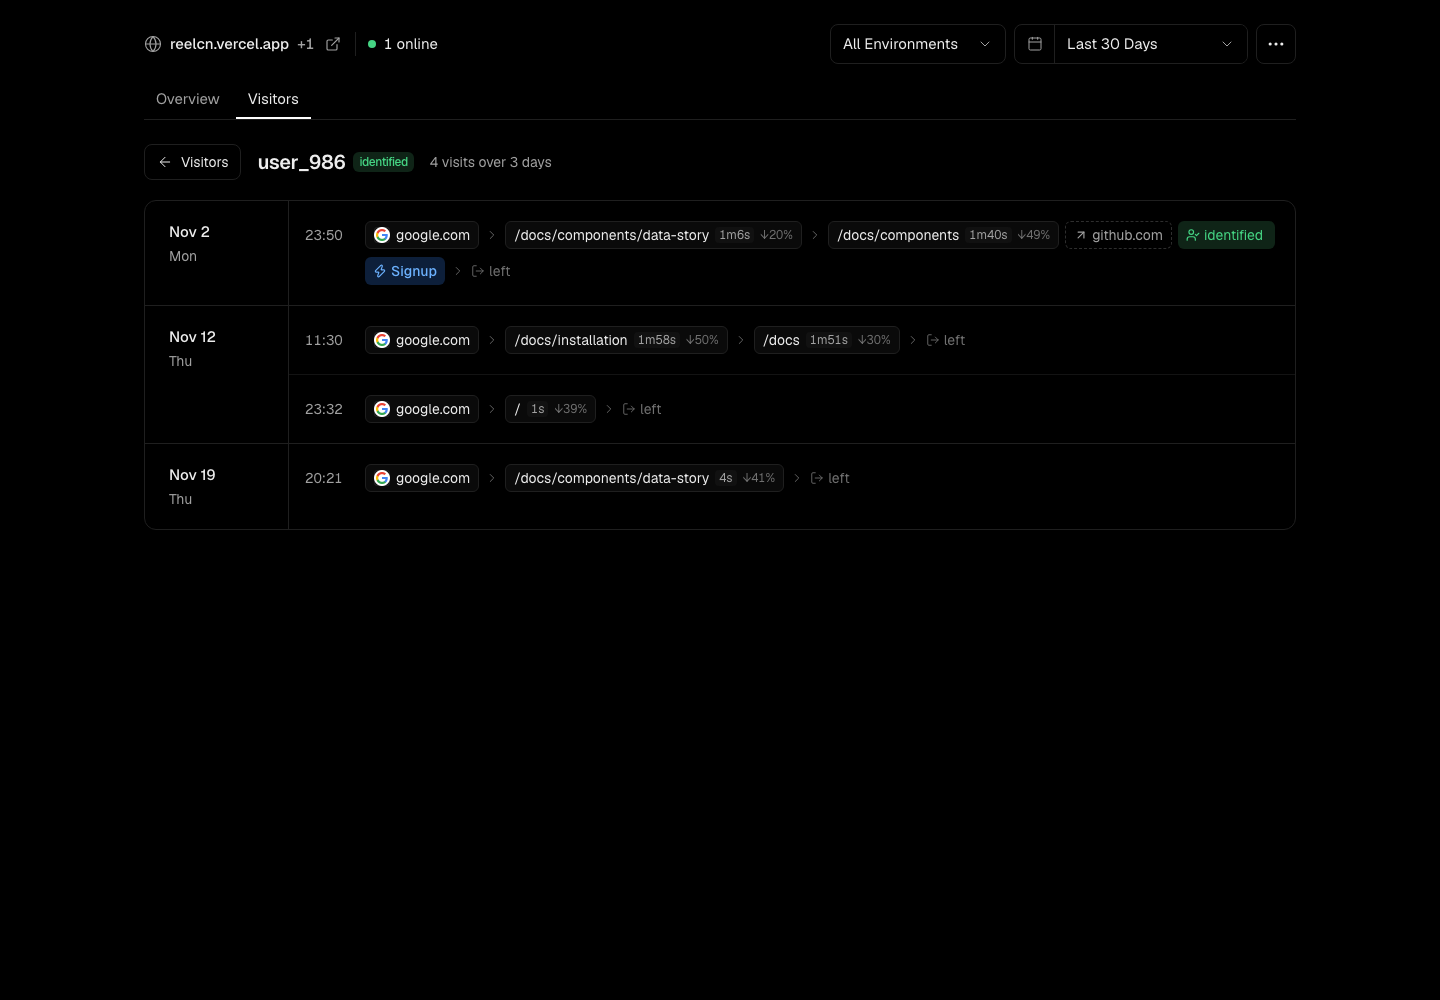 reelcn.vercel.app +1 1 online All Environments Last 30 Days
Overview Visitors
Visitors user_986 identified 4 visits over 3 days
Nov 2
Mon
23:50 google.com /docs/components/data-story 1m6s ↓20% /docs/components 1m40s ↓49% github.com identified
Signup left
Nov 12
Thu
11:30 google.com /docs/installation 1m58s ↓50% /docs 1m51s ↓30% left
23:32 google.com / 1s ↓39% left
Nov 19
Thu
20:21 google.com /docs/components/data-story 4s ↓41% left